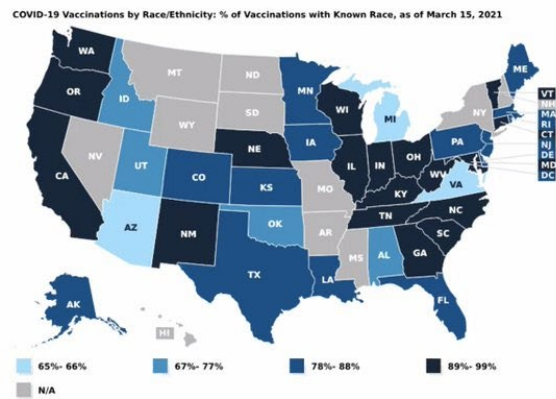 COVID-19 Vaccinations by Race/Ethnicity: % of Vaccinations with Known Race, as of March 15, 2021
WA
MT
ND
MN
ME
OR
ID
SD
WI
MI
NY
VT
NH
MA
RI
CT
NJ
DE
MD
DC
WY
NE
IA
PA
NV
UT
CO
KS
MO
IL
IN
OH
WV
VA
KY
CA
AZ
NM
OK
AR
TN
NC
SC
TX
LA
MS
AL
GA
FL
AK
HI
65%- 66%
67%- 77%
78%- 88%
89%- 99%
N/A